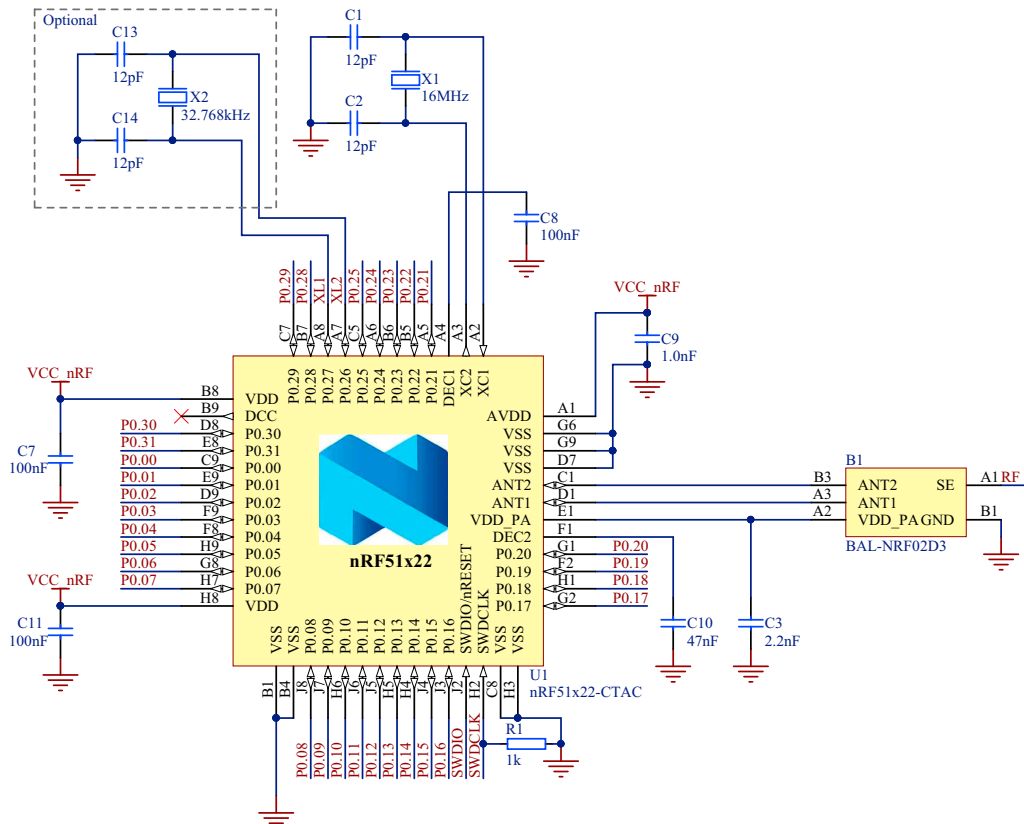 Optional
C13
12pF
X2
32.768kHz
C14
12pF
C1
12pF
X1
16MHz
C2
12pF
C8
100nF
P0.29
P0.28
XL1
XL2
P0.25
P0.24
P0.23
P0.22
P0.21
C7
B7
A8
A7
C5
A6
B6
B5
A5
A4
A3
A2
P0.29
P0.28
P0.27
P0.26
P0.25
P0.24
P0.23
P0.22
P0.21
DEC1
XC2
XC1
VCC_nRF
C9
1.0nF
VCC_nRF
C7
100nF
B8 VDD
B9 DCC
P0.30 D8 P0.30
P0.31 E8 P0.31
P0.00 C9 P0.00
P0.01 E9 P0.01
P0.02 D9 P0.02
P0.03 F9 P0.03
P0.04 F8 P0.04
P0.05 H9 P0.05
P0.06 G8 P0.06
P0.07 H7 P0.07
H8 VDD
VCC_nRF
C11
100nF
nRF51x22
AVDD A1
VSS G6
VSS G9
VSS D7
ANT2 C1
ANT1 D1
VDD_PA E1
DEC2 F1
P0.20 G1 P0.20
P0.19 F2 P0.19
P0.18 H1 P0.18
P0.17 G2 P0.17
B1
B3 ANT2 SE A1 RF
A3 ANT1
A2 VDD_PA GND B1
BAL-NRF02D3
C10
47nF
C3
2.2nF
VSS
VSS
P0.08
P0.09
P0.10
P0.11
P0.12
P0.13
P0.14
P0.15
P0.16
SWDIO/nRESET
SWDCLK
VSS
VSS
U1
nRF51x22-CTAC
B1
B4
J8
J7
H6
J6
J5
H5
H4
J4
J3
J2
H2
C8
H3
P0.08
P0.09
P0.10
P0.11
P0.12
P0.13
P0.14
P0.15
P0.16
SWDIO
SWDCLK
R1
1k